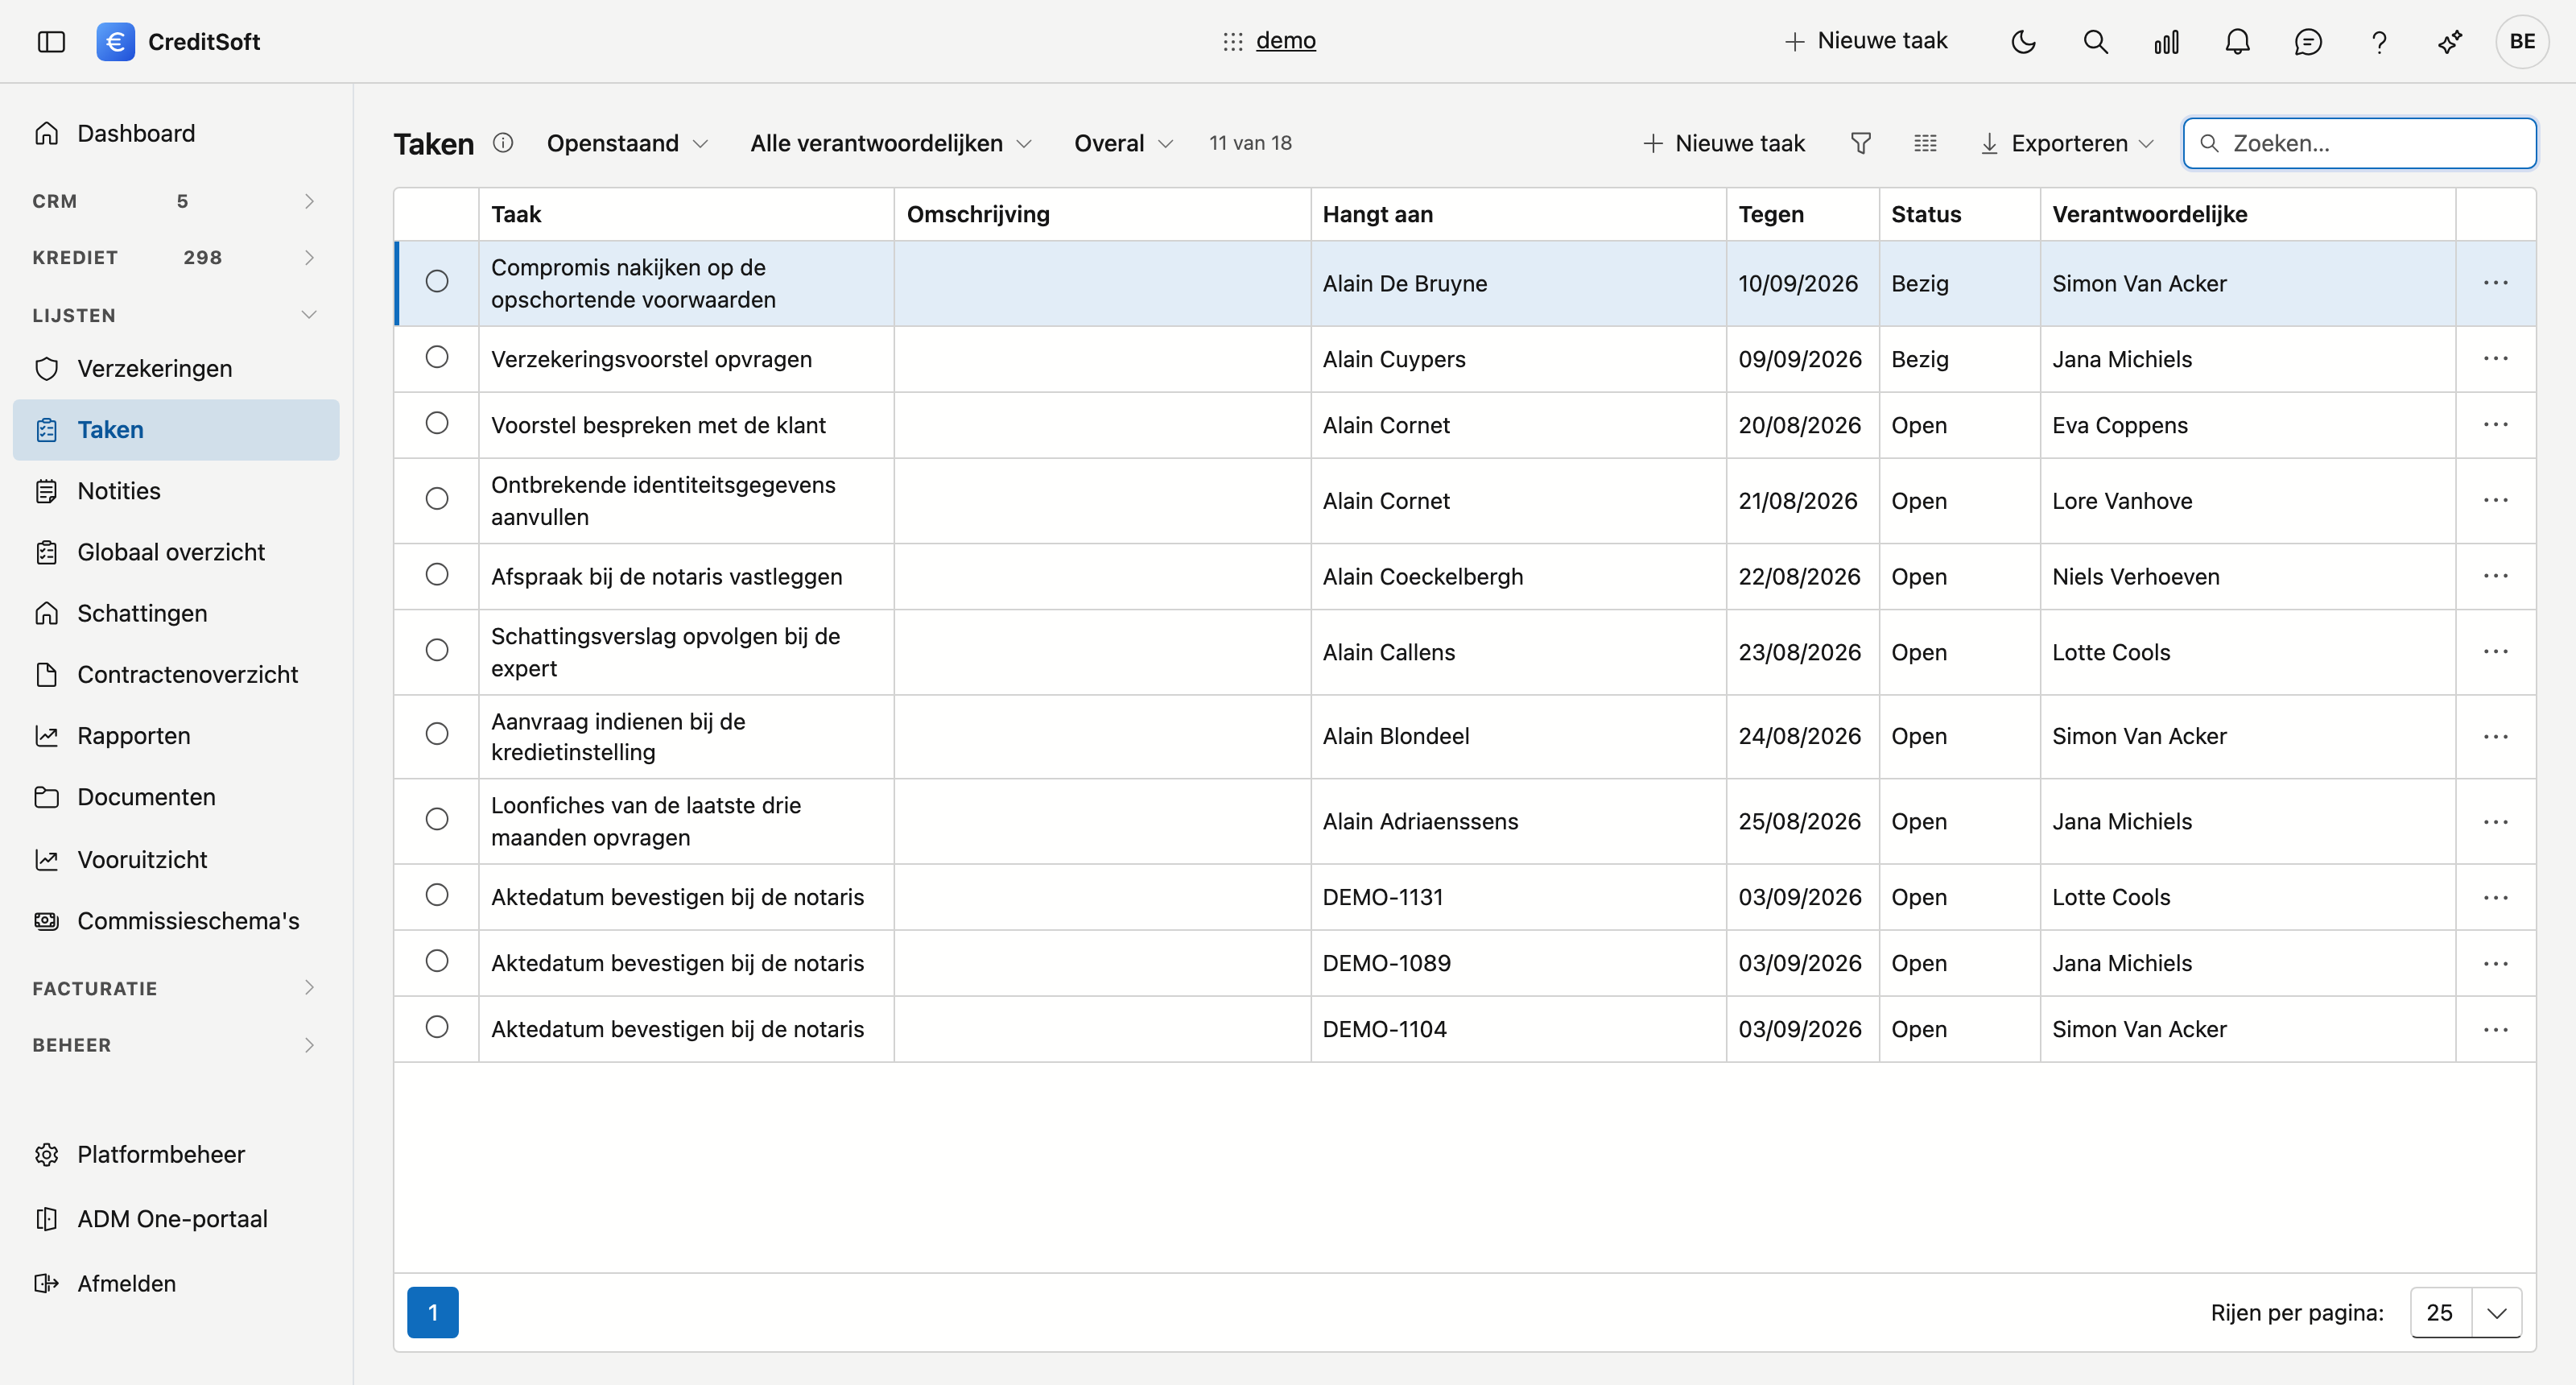 CreditSoft
demo
Nieuwe taak
BE
Dashboard
CRM 5
KREDIET 298
LIJSTEN
Verzekeringen
Taken
Notities
Globaal overzicht
Schattingen
Contractenoverzicht
Rapporten
Documenten
Vooruitzicht
Commissieschema's
FACTURATIE
BEHEER
Platformbeheer
ADM One-portaal
Afmelden
Taken Openstaand Alle verantwoordelijken Overal 11 van 18 Nieuwe taak Exporteren Zoeken...
Taak Omschrijving Hangt aan Tegen Status Verantwoordelijke
Compromis nakijken op de
opschortende voorwaarden
Alain De Bruyne 10/09/2026 Bezig Simon Van Acker
Verzekeringsvoorstel opvragen Alain Cuypers 09/09/2026 Bezig Jana Michiels
Voorstel bespreken met de klant Alain Cornet 20/08/2026 Open Eva Coppens
Ontbrekende identiteitsgegevens
aanvullen
Alain Cornet 21/08/2026 Open Lore Vanhove
Afspraak bij de notaris vastleggen Alain Coeckelbergh 22/08/2026 Open Niels Verhoeven
Schattingsverslag opvolgen bij de
expert
Alain Callens 23/08/2026 Open Lotte Cools
Aanvraag indienen bij de
kredietinstelling
Alain Blondeel 24/08/2026 Open Simon Van Acker
Loonfiches van de laatste drie
maanden opvragen
Alain Adriaenssens 25/08/2026 Open Jana Michiels
Aktedatum bevestigen bij de notaris DEMO-1131 03/09/2026 Open Lotte Cools
Aktedatum bevestigen bij de notaris DEMO-1089 03/09/2026 Open Jana Michiels
Aktedatum bevestigen bij de notaris DEMO-1104 03/09/2026 Open Simon Van Acker
1
Rijen per pagina: 25